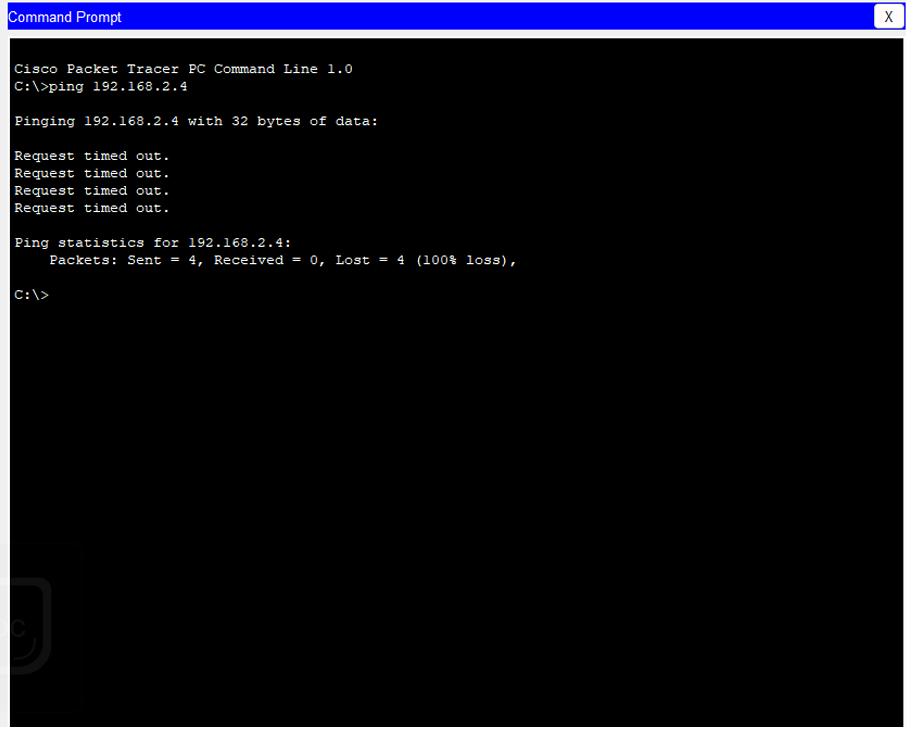 Command Prompt
X
Cisco Packet Tracer PC Command Line 1.0
C:\>ping 192.168.2.4
Pinging 192.168.2.4 with 32 bytes of data:
Request timed out.
Request timed out.
Request timed out.
Request timed out.
Ping statistics for 192.168.2.4:
    Packets: Sent = 4, Received = 0, Lost = 4 (100% loss),
C:\>